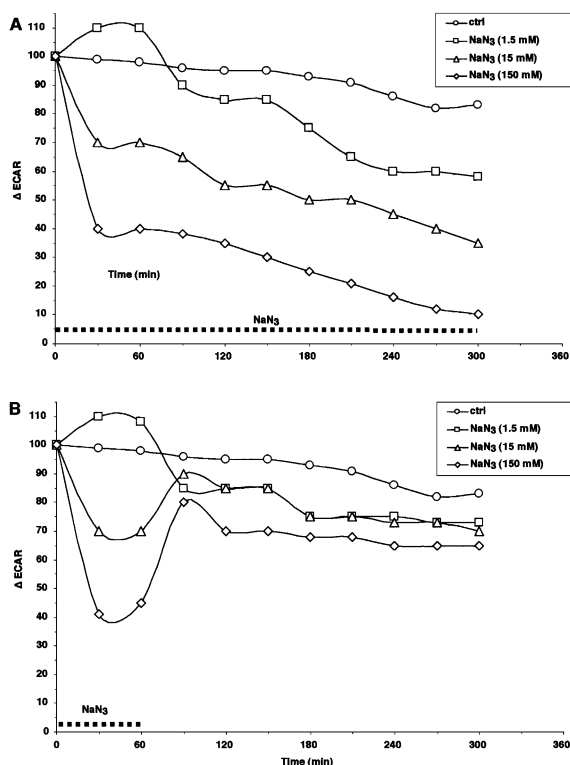 A
ctrl
NaN3 (1.5 mM)
NaN3 (15 mM)
NaN3 (150 mM)
110
100
90
80
70
60
50
40
30
20
10
0
Δ ECAR
Time (min)
NaN3
0 60 120 180 240 300 360
B
ctrl
NaN3 (1.5 mM)
NaN3 (15 mM)
NaN3 (150 mM)
110
100
90
80
70
60
50
40
30
20
10
0
Δ ECAR
NaN3
0 60 120 180 240 300 360
Time (min)